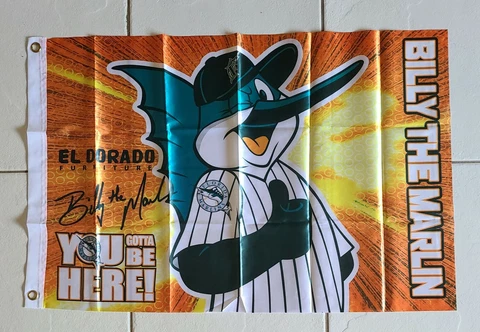 EL DORADO
FURNITURE
Billy the Marlin
YOU GOTTA BE
HERE!
BILLY THE MARLIN